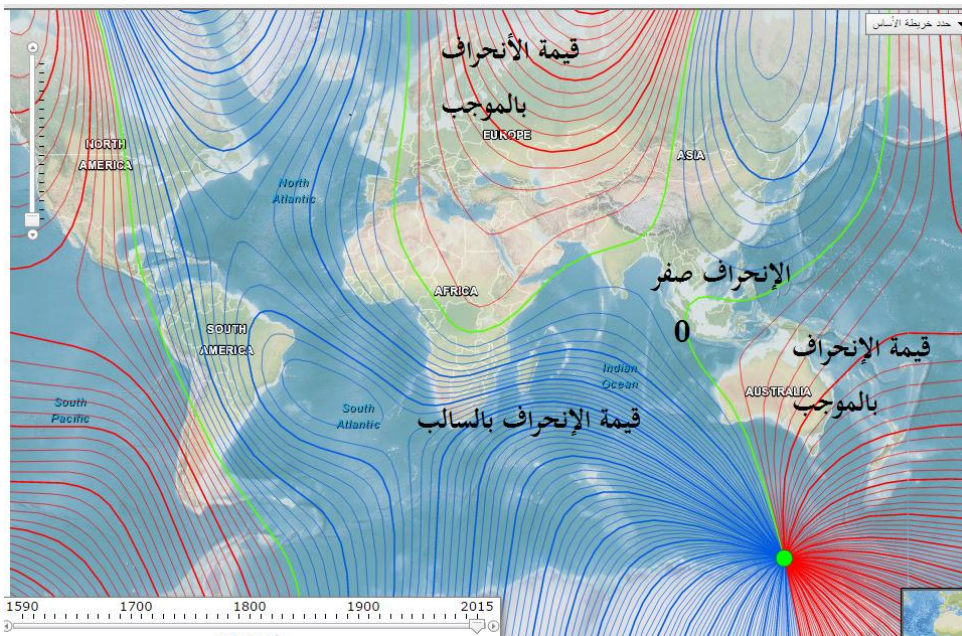 حدد خريطة الأساس
قيمة الأنحراف
بالموجب
EUROPE
NORTH
AMERICA
ASIA
North
Atlantic
الإنحراف صفر
AFRICA
0
SOUTH
AMERICA
قيمة الإنحراف
بالموجب
Indian
Ocean
AUSTRALIA
South
Pacific
South
Atlantic
قيمة الإنحراف بالسالب
1590 1700 1800 1900 2015